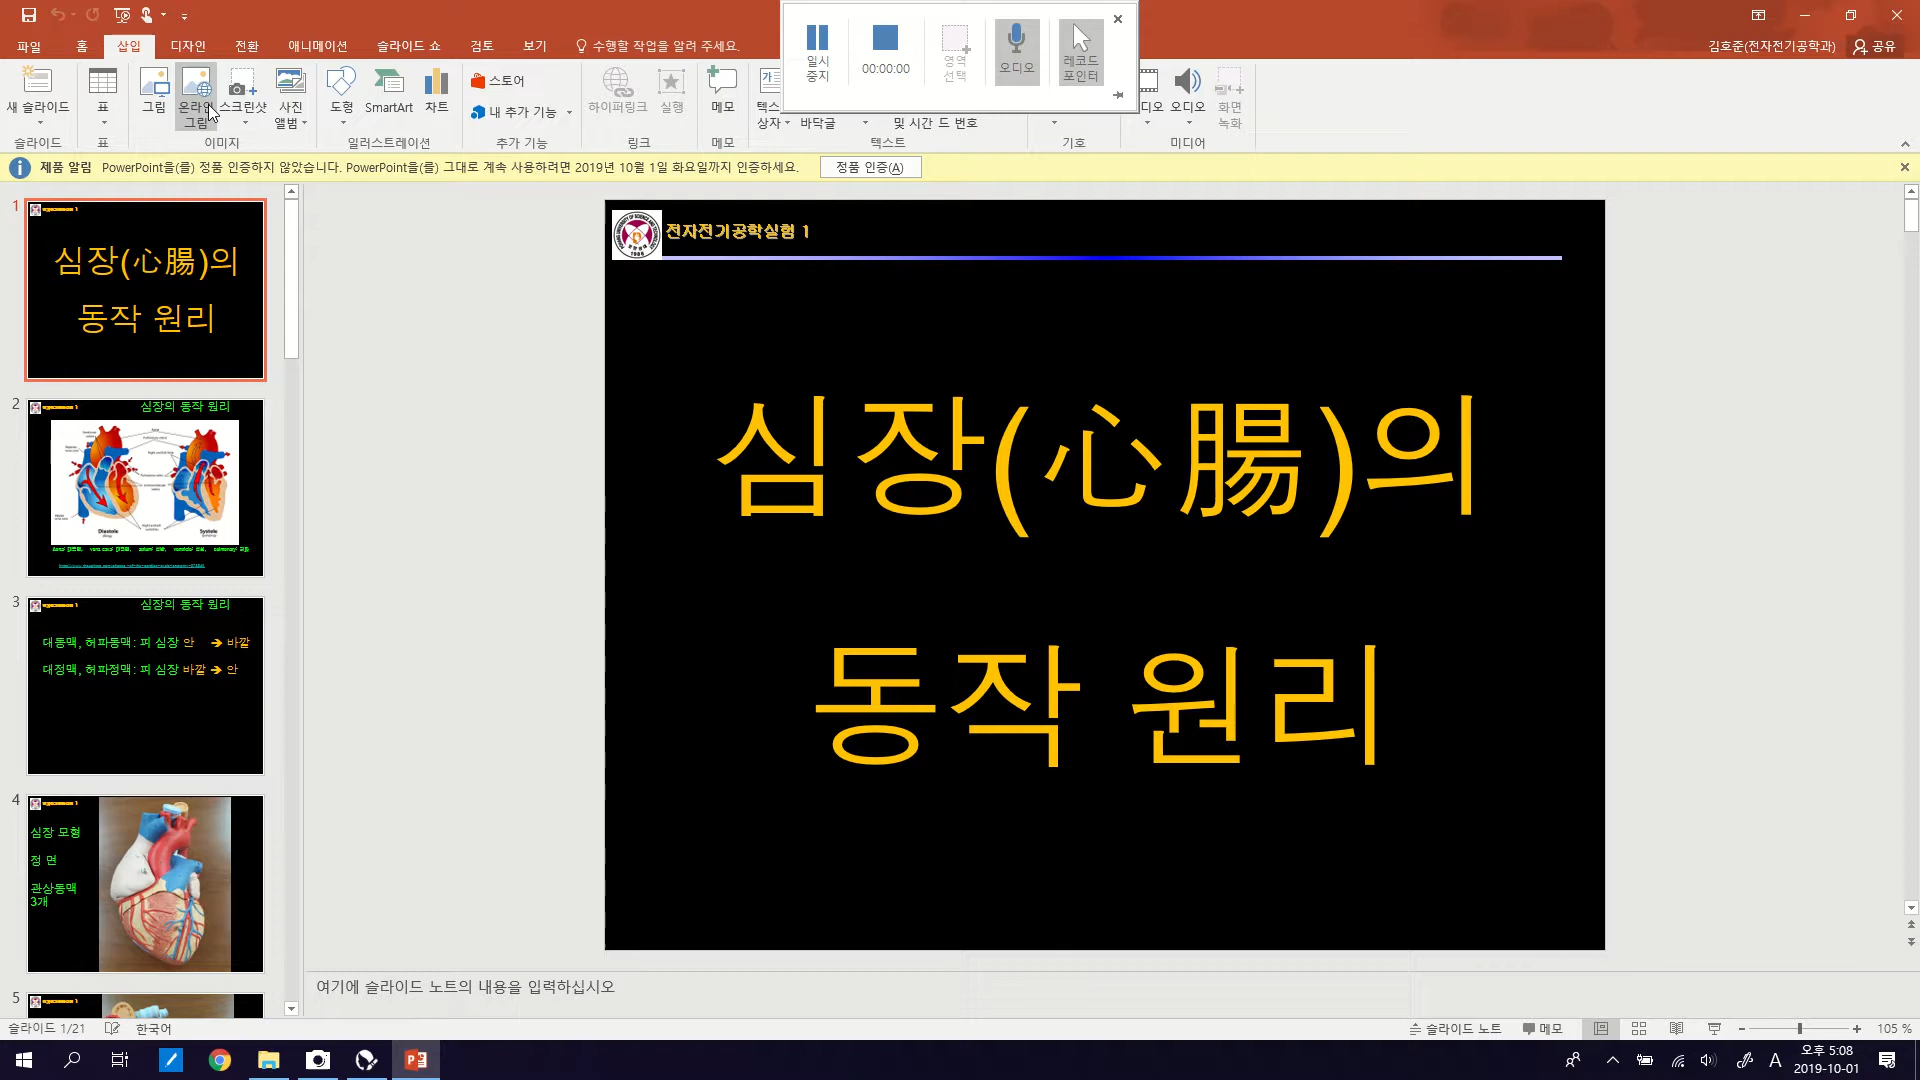 파일 홈 삽입 디자인 전환 애니메이션 슬라이드 쇼 검토 보기 수행할 작업을 알려 주세요. 김호준(전자전기공학과) 공유
일시 중지
00:00:00
영역 선택
오디오
레코드 포인터
새 슬라이드
표
그림
온라인 그림
스크린샷
사진 앨범
도형
SmartArt
차트
스토어
내 추가 기능
하이퍼링크
실행
메모
텍스
상자
바닥글
및 시간
드 번호
디오
오디오
화면 녹화
슬라이드 표 이미지 일러스트레이션 추가 기능 링크 메모 텍스트 기호 미디어
제품 알림 PowerPoint을(를) 정품 인증하지 않았습니다. PowerPoint을(를) 그대로 계속 사용하려면 2019년 10월 1일 화요일까지 인증하세요. 정품 인증(A)
1
심장(心腸)의
동작 원리
2
심장의 동작 원리
Diastole
Systole
3
심장의 동작 원리
대동맥, 허파동맥: 피 심장 안 ➔ 바깥
대정맥, 허파정맥: 피 심장 바깥 ➔ 안
4
심장 모형
정 면
관상동맥
3개
5
전자전기공학실험 1
1986
심장(心腸)의
동작 원리
여기에 슬라이드 노트의 내용을 입력하십시오
슬라이드 1/21 한국어 슬라이드 노트 메모 105 %
A
오후 5:08
2019-10-01